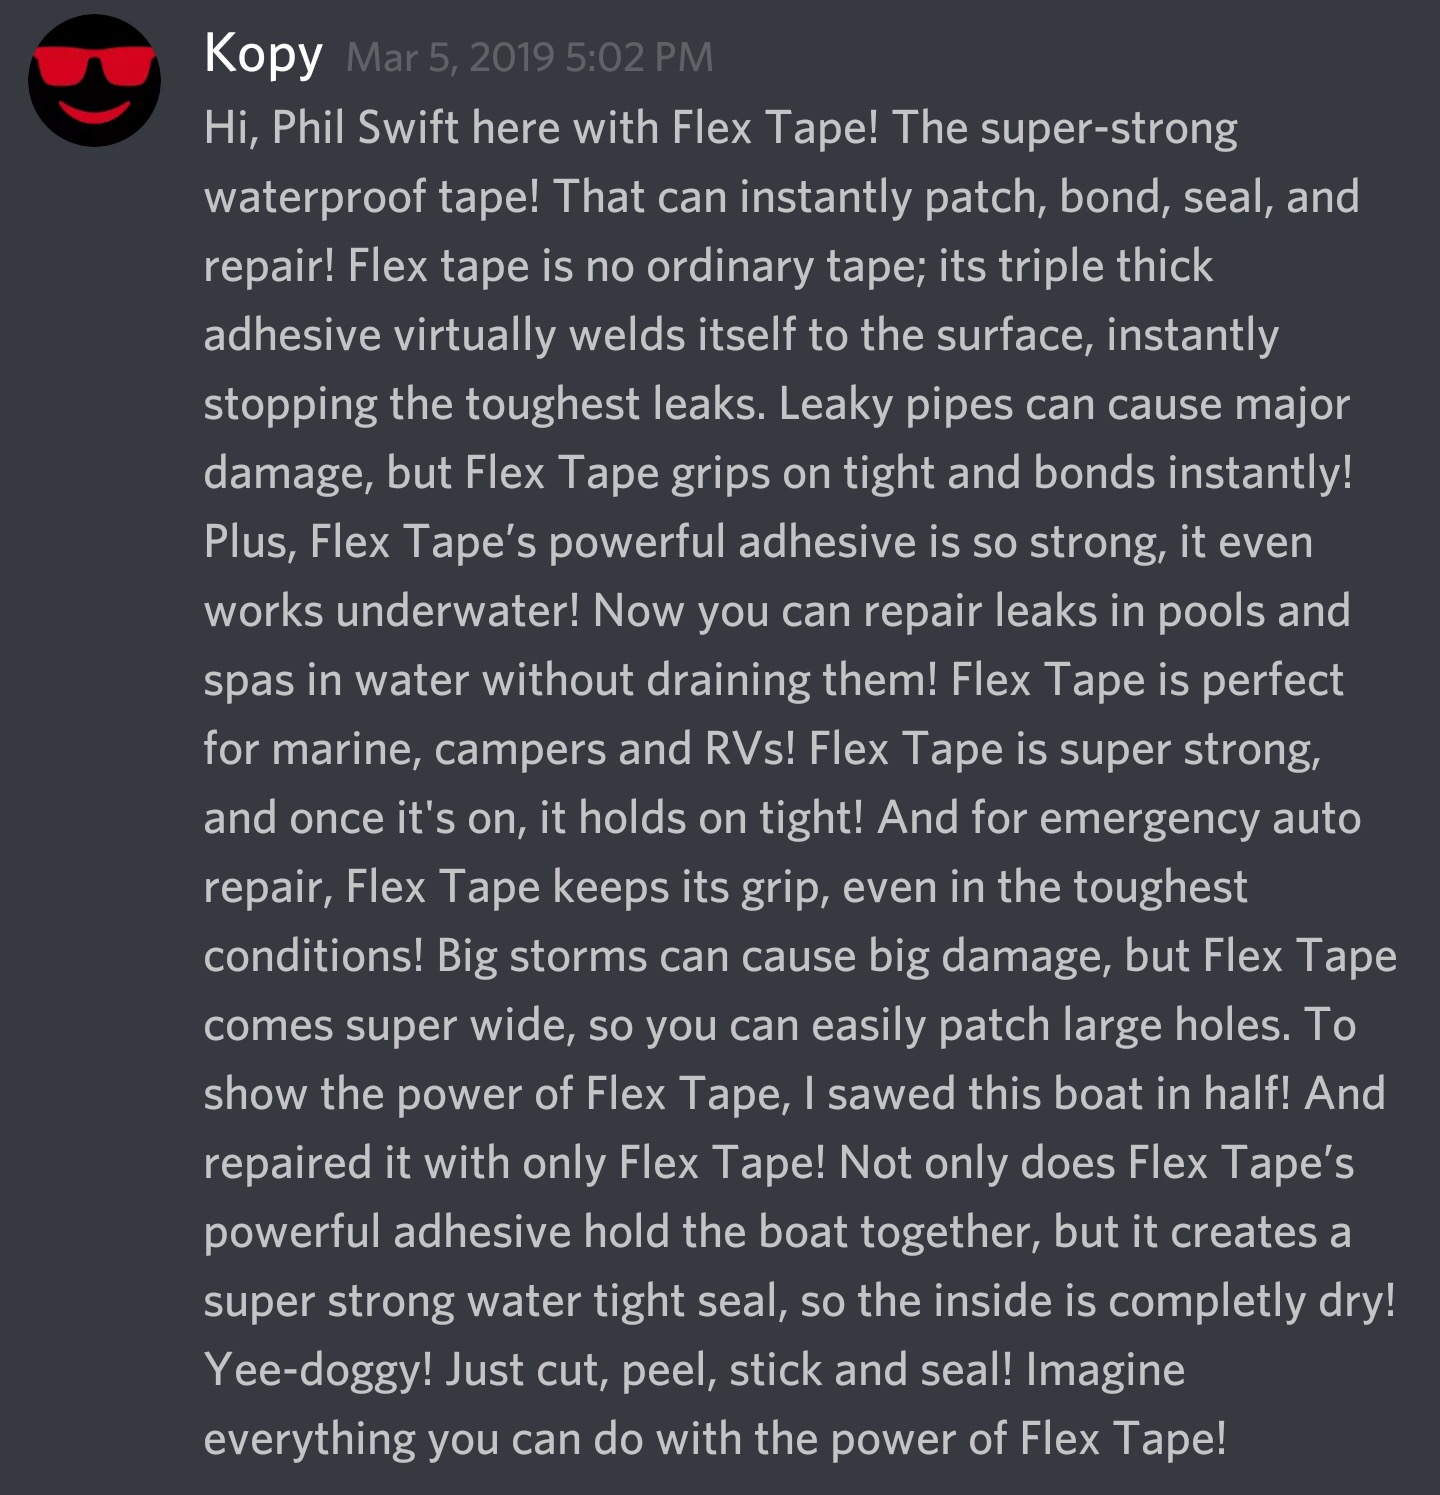 Kopy Mar 5, 2019 5:02 PM
Hi, Phil Swift here with Flex Tape! The super-strong
waterproof tape! That can instantly patch, bond, seal, and
repair! Flex tape is no ordinary tape; its triple thick
adhesive virtually welds itself to the surface, instantly
stopping the toughest leaks. Leaky pipes can cause major
damage, but Flex Tape grips on tight and bonds instantly!
Plus, Flex Tape’s powerful adhesive is so strong, it even
works underwater! Now you can repair leaks in pools and
spas in water without draining them! Flex Tape is perfect
for marine, campers and RVs! Flex Tape is super strong,
and once it's on, it holds on tight! And for emergency auto
repair, Flex Tape keeps its grip, even in the toughest
conditions! Big storms can cause big damage, but Flex Tape
comes super wide, so you can easily patch large holes. To
show the power of Flex Tape, I sawed this boat in half! And
repaired it with only Flex Tape! Not only does Flex Tape’s
powerful adhesive hold the boat together, but it creates a
super strong water tight seal, so the inside is completly dry!
Yee-doggy! Just cut, peel, stick and seal! Imagine
everything you can do with the power of Flex Tape!